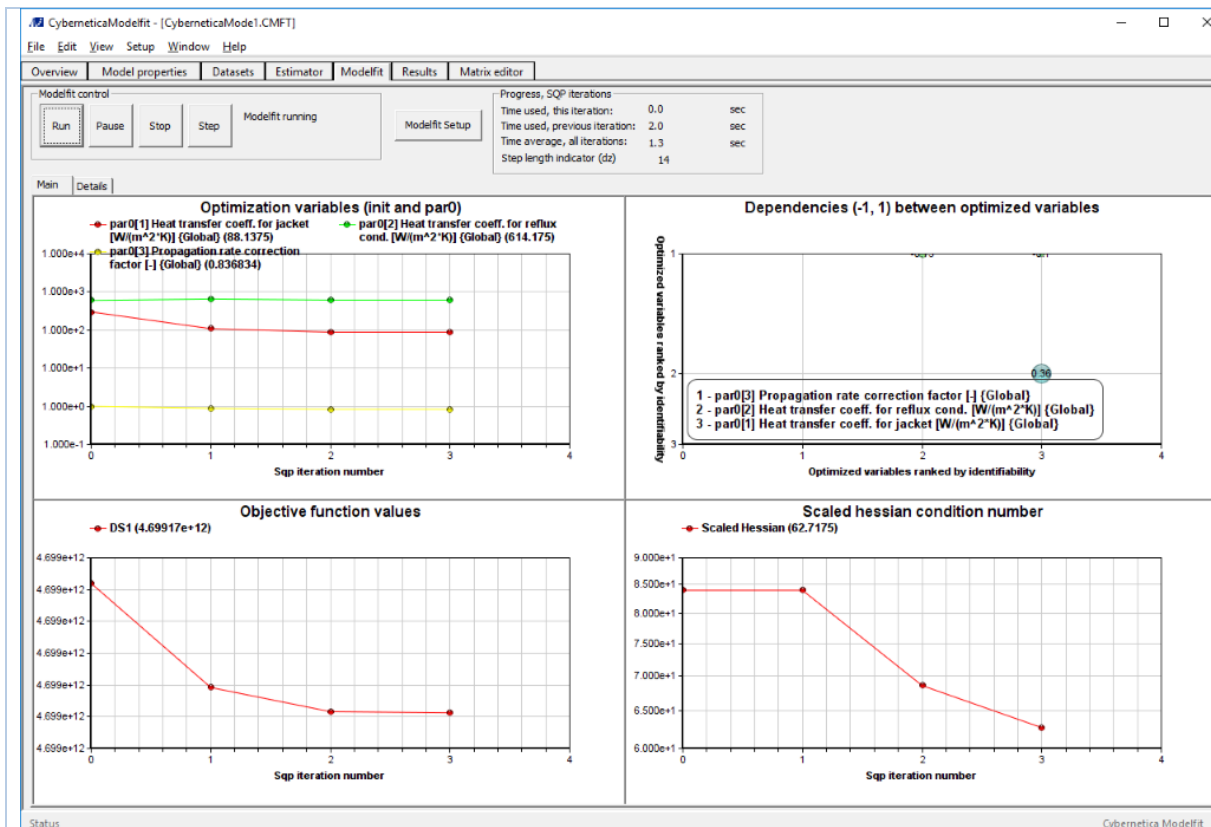 CyberneticaModelfit - [CyberneticaMode1.CMFT]
File Edit View Setup Window Help
Overview Model properties Datasets Estimator Modelfit Results Matrix editor
Modelfit control
Run Pause Stop Step Modelfit running
Modelfit Setup
Progress, SQP iterations
Time used, this iteration: 0.0 sec
Time used, previous iteration: 2.0 sec
Time average, all iterations: 1.3 sec
Step length indicator (dz) 14
Main Details
Optimization variables (init and par0)
par0[1] Heat transfer coeff. for jacket
[W/(m^2*K)] {Global} (88.1375)
par0[2] Heat transfer coeff. for reflux
cond. [W/(m^2*K)] {Global} (614.175)
par0[3] Propagation rate correction
factor [-] {Global} (0.836834)
1.000e+4
1.000e+3
1.000e+2
1.000e+1
1.000e+0
1.000e-1
0 1 2 3 4
Sqp iteration number
Dependencies (-1, 1) between optimized variables
Optimized variables ranked by identifiability
1
2
3
0.36
1 - par0[3] Propagation rate correction factor [-] {Global}
2 - par0[2] Heat transfer coeff. for reflux cond. [W/(m^2*K)] {Global}
3 - par0[1] Heat transfer coeff. for jacket [W/(m^2*K)] {Global}
0 1 2 3 4
Optimized variables ranked by identifiability
Objective function values
DS1 (4.69917e+12)
4.699e+12
4.699e+12
4.699e+12
4.699e+12
4.699e+12
4.699e+12
4.699e+12
0 1 2 3 4
Sqp iteration number
Scaled hessian condition number
Scaled Hessian (62.7175)
9.000e+1
8.500e+1
8.000e+1
7.500e+1
7.000e+1
6.500e+1
6.000e+1
0 1 2 3 4
Sqp iteration number
Status
Cybernetica Modelfit